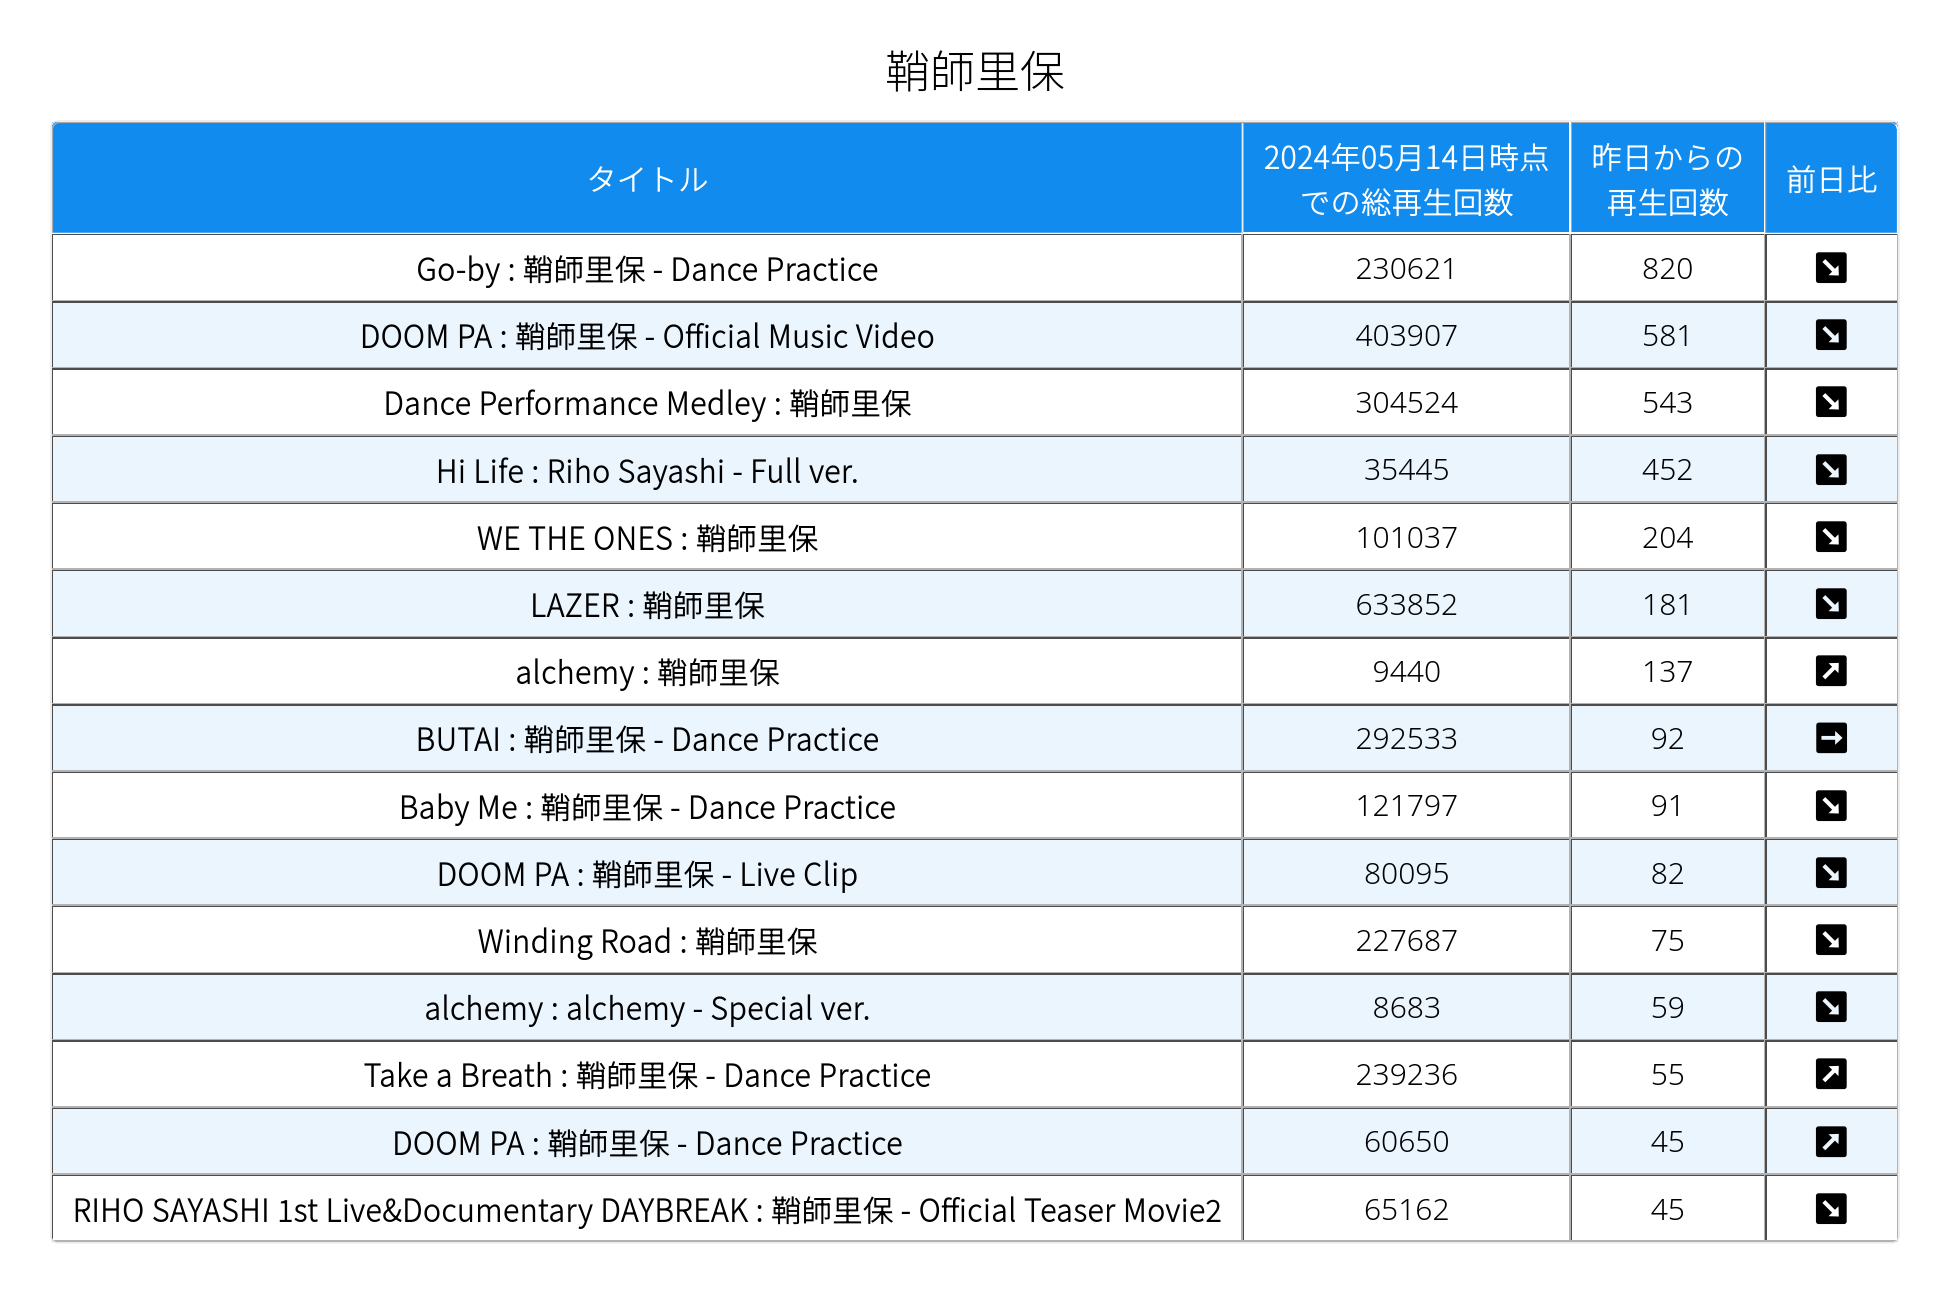 鞘師里保
タイトル
2024年05月14日時点
での総再生回数
昨日からの
再生回数
前日比
Go-by : 鞘師里保 - Dance Practice 230621 820 ↘
DOOM PA : 鞘師里保 - Official Music Video 403907 581 ↘
Dance Performance Medley : 鞘師里保 304524 543 ↘
Hi Life : Riho Sayashi - Full ver. 35445 452 ↘
WE THE ONES : 鞘師里保 101037 204 ↘
LAZER : 鞘師里保 633852 181 ↘
alchemy : 鞘師里保 9440 137 ↗
BUTAI : 鞘師里保 - Dance Practice 292533 92 →
Baby Me : 鞘師里保 - Dance Practice 121797 91 ↘
DOOM PA : 鞘師里保 - Live Clip 80095 82 ↘
Winding Road : 鞘師里保 227687 75 ↘
alchemy : alchemy - Special ver. 8683 59 ↘
Take a Breath : 鞘師里保 - Dance Practice 239236 55 ↗
DOOM PA : 鞘師里保 - Dance Practice 60650 45 ↗
RIHO SAYASHI 1st Live&Documentary DAYBREAK : 鞘師里保 - Official Teaser Movie2 65162 45 ↘